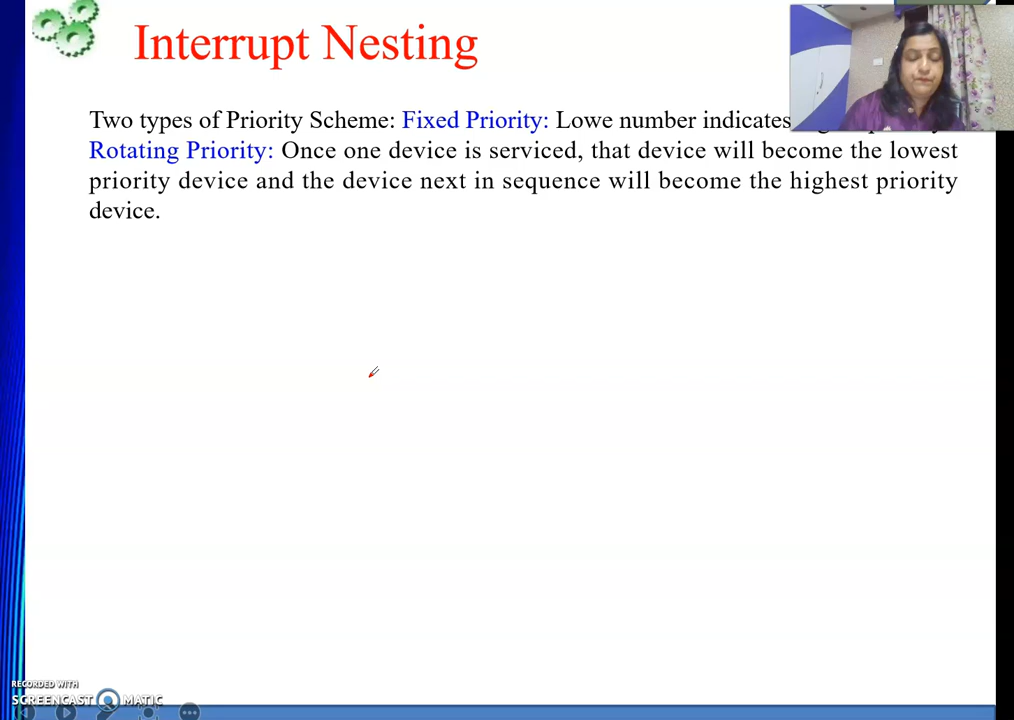 Interrupt Nesting
Two types of Priority Scheme: Fixed Priority: Lowe number indicates
Rotating Priority: Once one device is serviced, that device will become the lowest
priority device and the device next in sequence will become the highest priority
device.
RECORDED WITH
SCREENCAST MATIC